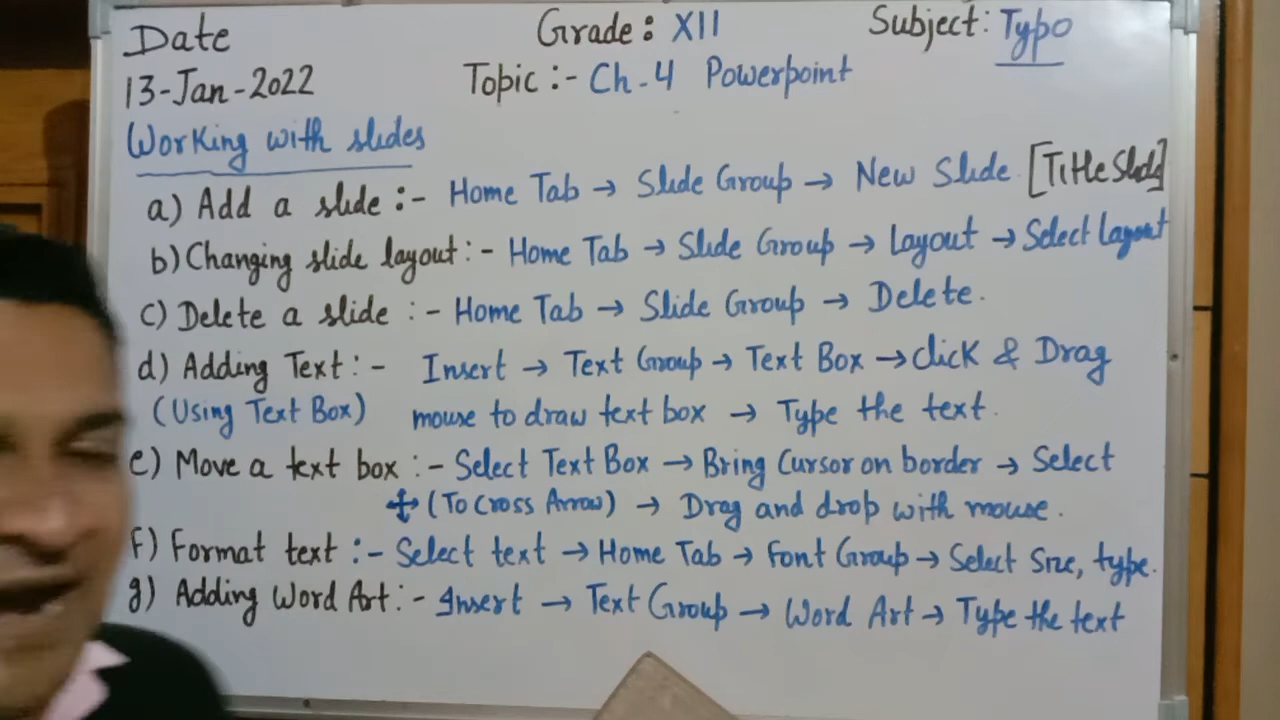 Date Grade: XII Subject: Typo
13-Jan-2022 Topic :- Ch-4 Powerpoint
Working with slides
a) Add a slide :- Home Tab → Slide Group → New Slide [Title Slide]
b) Changing slide layout :- Home Tab → Slide Group → Layout → Select Layout
c) Delete a slide :- Home Tab → Slide Group → Delete.
d) Adding Text :- Insert → Text Group → Text Box → click & Drag
(Using Text Box) mouse to draw text box → Type the text.
e) Move a text box :- Select Text Box → Bring Cursor on border → Select
(To Cross Arrow) → Drag and drop with mouse.
f) Format text :- Select text → Home Tab → Font Group → Select Size, type.
g) Adding Word Art :- Insert → Text Group → Word Art → Type the text